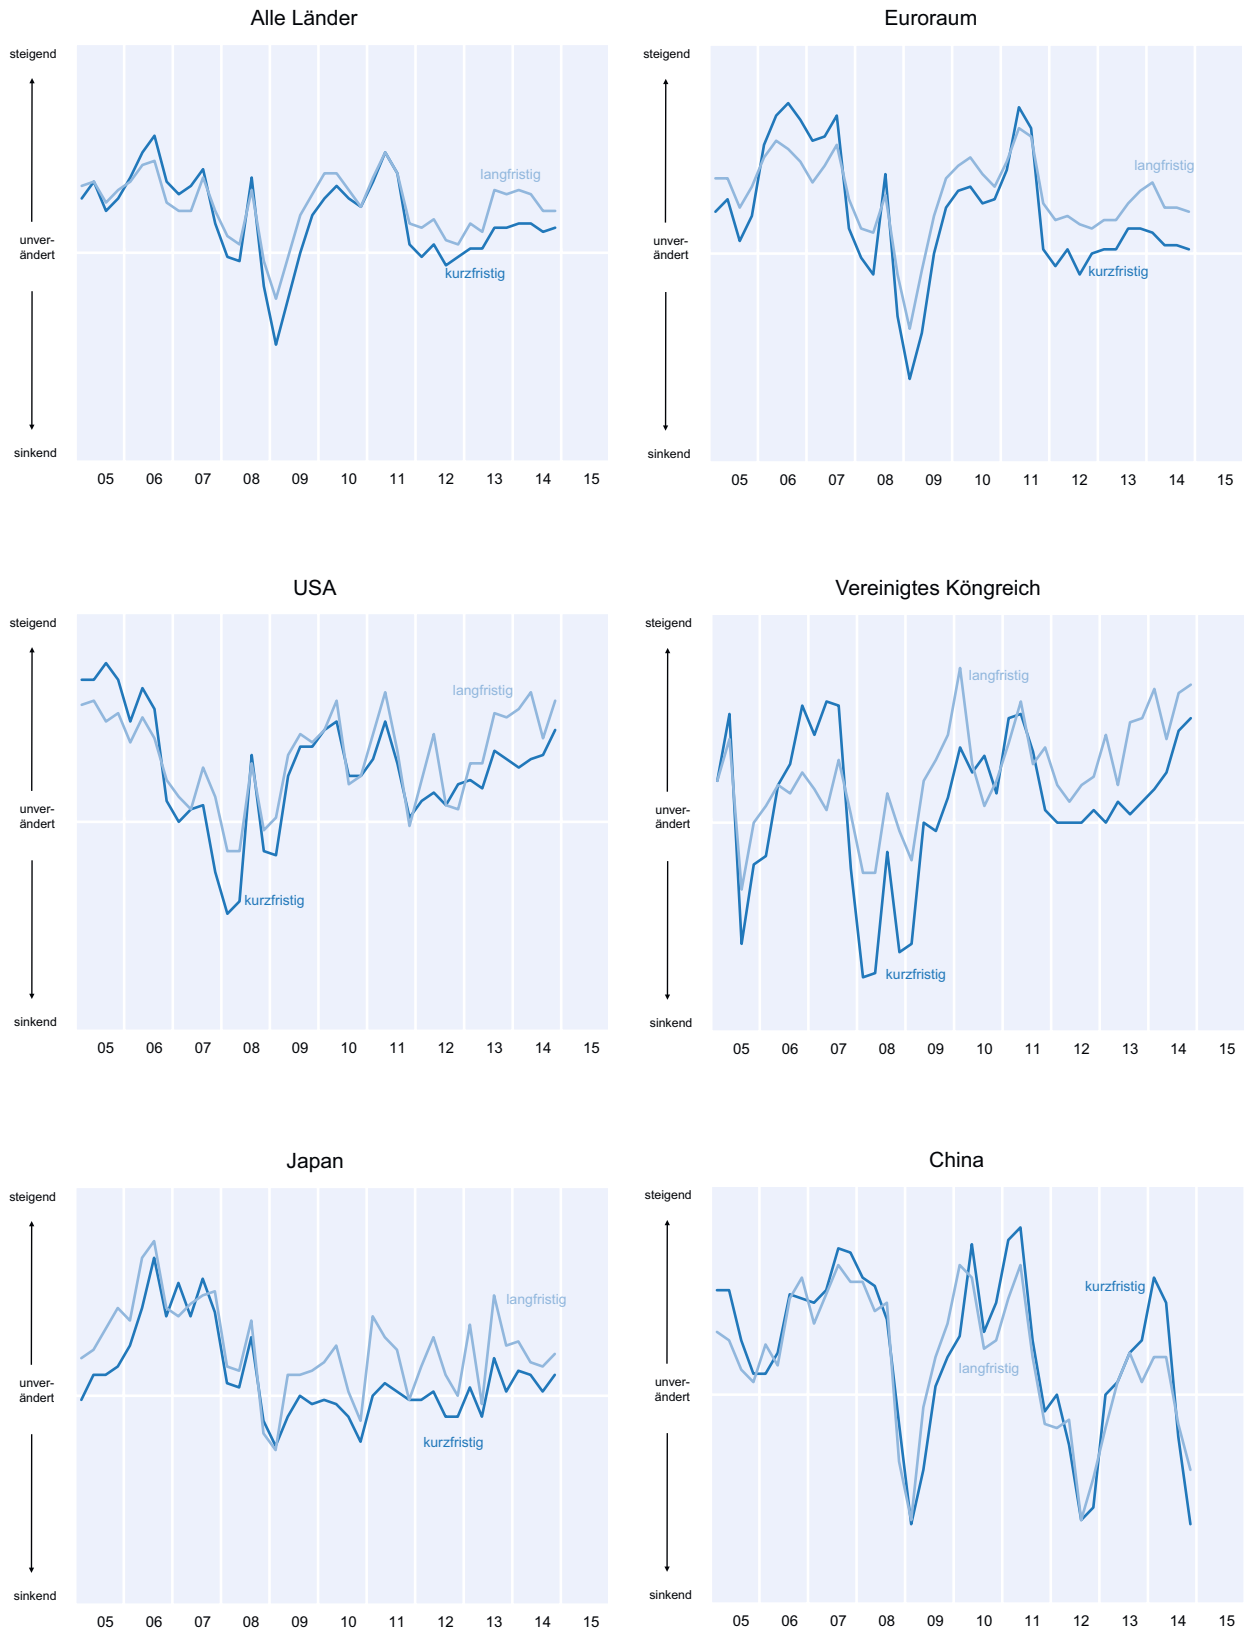 Alle Länder
steigend
unver-
ändert
sinkend
langfristig
kurzfristig
05 06 07 08 09 10 11 12 13 14 15
Euroraum
steigend
unver-
ändert
sinkend
langfristig
kurzfristig
05 06 07 08 09 10 11 12 13 14 15
USA
steigend
unver-
ändert
sinkend
langfristig
kurzfristig
05 06 07 08 09 10 11 12 13 14 15
Vereinigtes Köngreich
steigend
unver-
ändert
sinkend
langfristig
kurzfristig
05 06 07 08 09 10 11 12 13 14 15
Japan
steigend
unver-
ändert
sinkend
langfristig
kurzfristig
05 06 07 08 09 10 11 12 13 14 15
China
steigend
unver-
ändert
sinkend
kurzfristig
langfristig
05 06 07 08 09 10 11 12 13 14 15